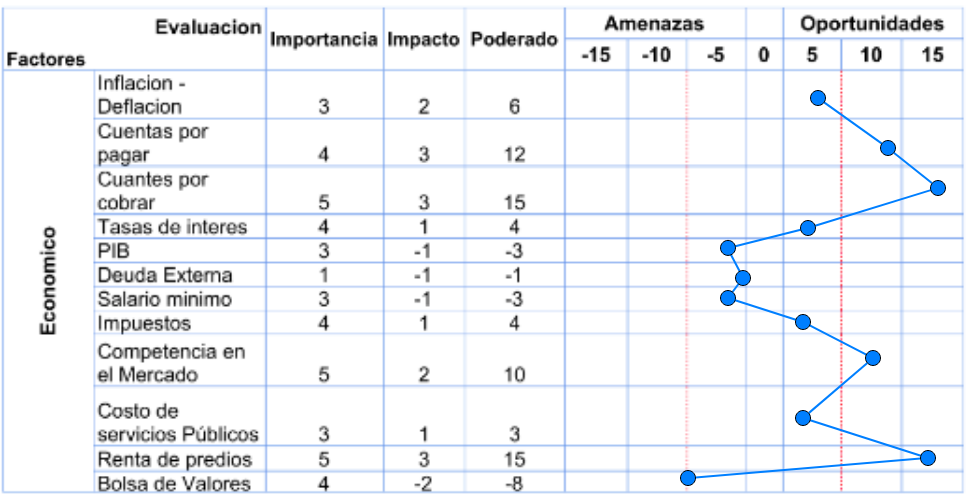 Evaluacion Importancia Impacto Poderado Amenazas Oportunidades
Factores -15 -10 -5 0 5 10 15
Economico
Inflacion -
Deflacion 3 2 6
Cuentas por
pagar 4 3 12
Cuantes por
cobrar 5 3 15
Tasas de interes 4 1 4
PIB 3 -1 -3
Deuda Externa 1 -1 -1
Salario minimo 3 -1 -3
Impuestos 4 1 4
Competencia en
el Mercado 5 2 10
Costo de
servicios Públicos 3 1 3
Renta de predios 5 3 15
Bolsa de Valores 4 -2 -8